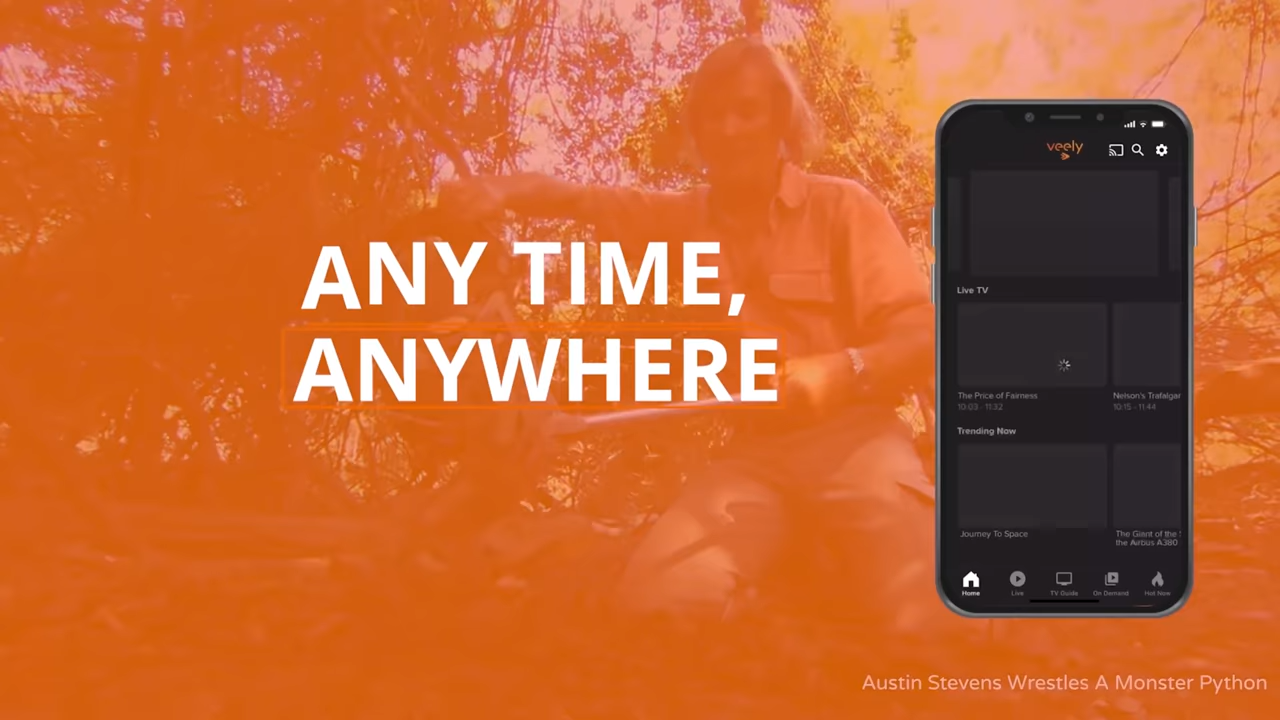 ANY TIME,
ANYWHERE
veely
Live TV
The Price of Fairness
10:03 - 11:32
Nelson's Trafalgar
10:15 - 11:44
Trending Now
Journey To Space
The Giant of the
the Airbus A380
Home
Live
TV Guide
On Demand
Hot Now
Austin Stevens Wrestles A Monster Python